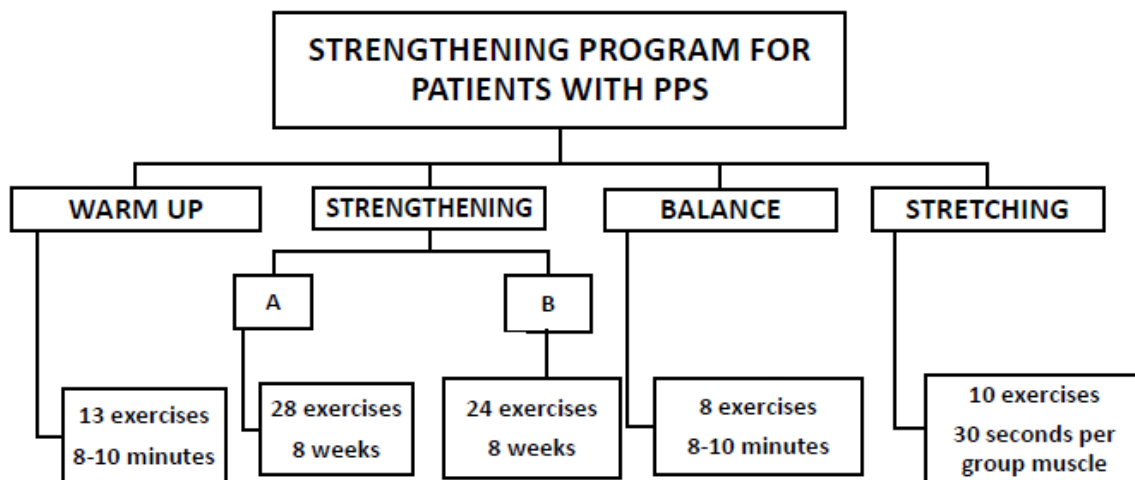 STRENGTHENING PROGRAM FOR
PATIENTS WITH PPS
WARM UP
STRENGTHENING
BALANCE
STRETCHING
A
B
13 exercises
8-10 minutes
28 exercises
8 weeks
24 exercises
8 weeks
8 exercises
8-10 minutes
10 exercises
30 seconds per
group muscle